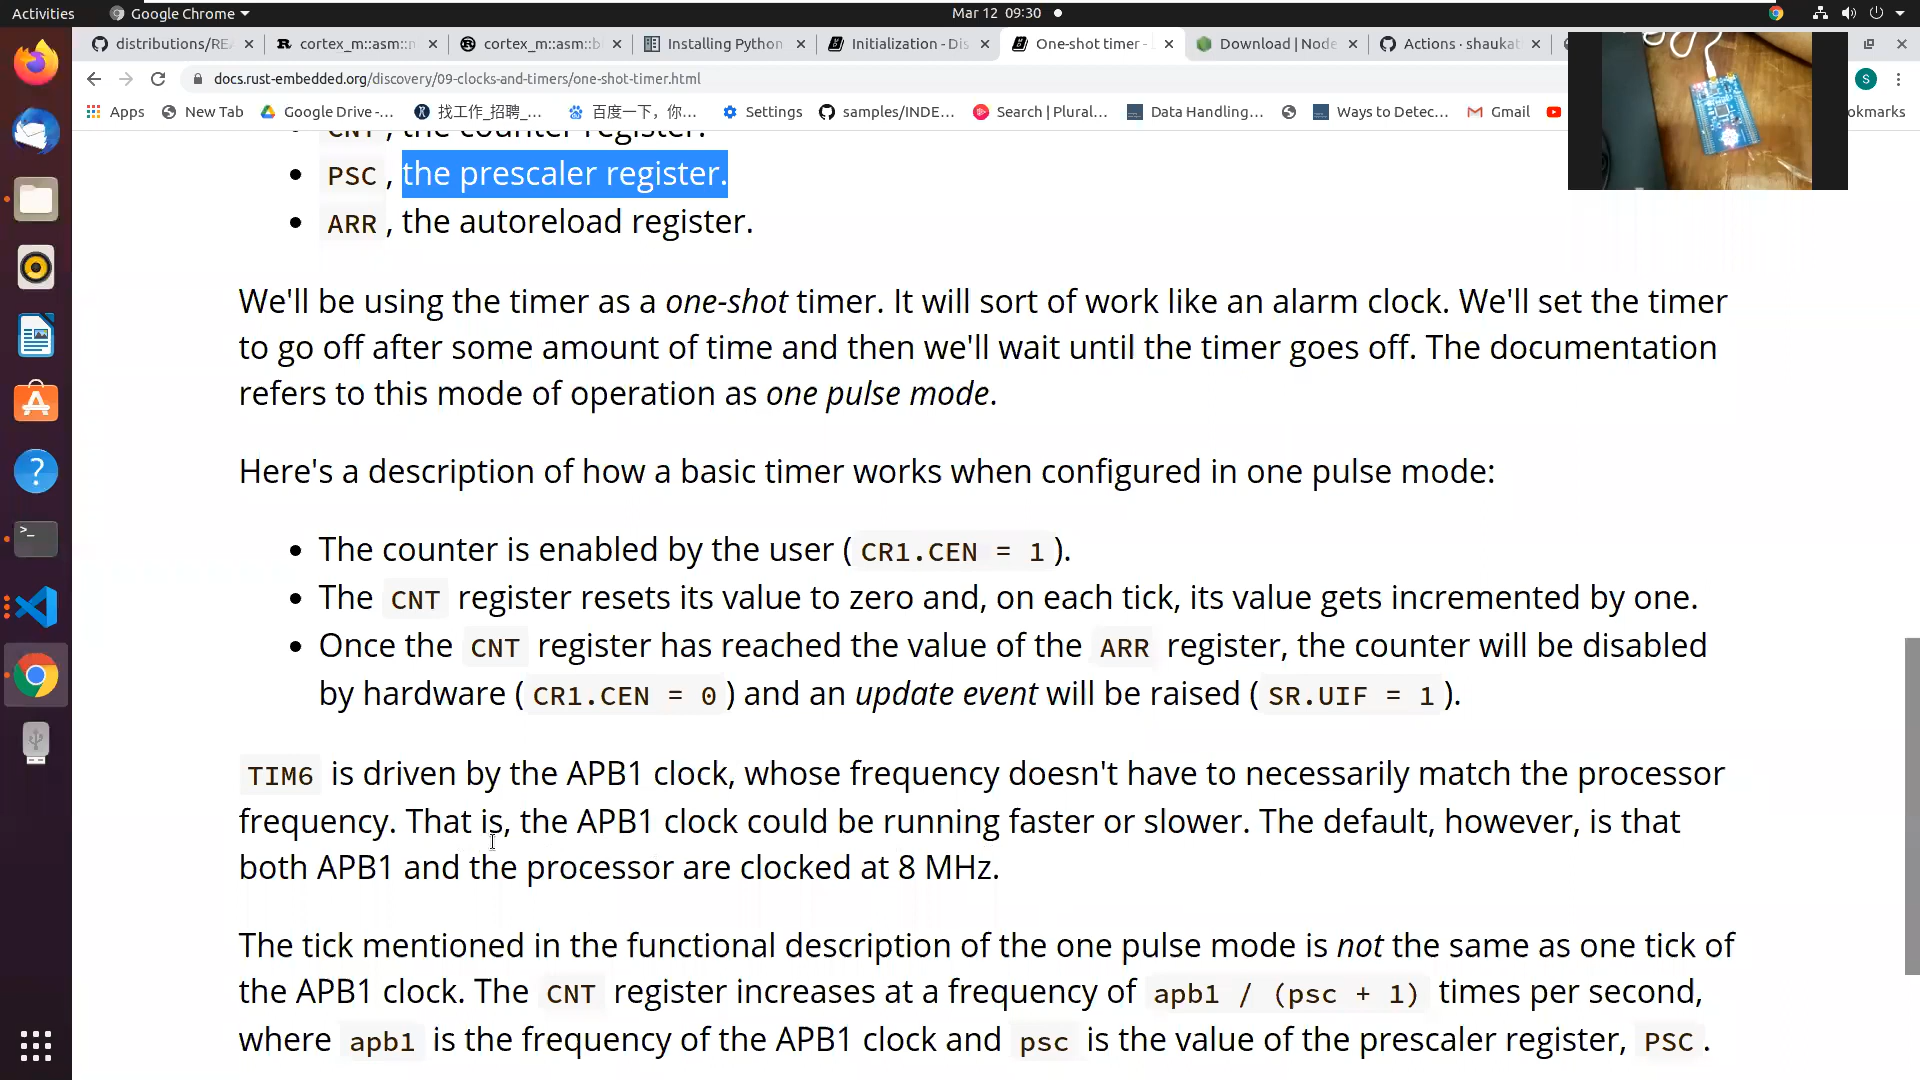 Activities Google Chrome Mar 12 09:30
distributions/REA cortex_m::asm::n cortex_m::asm::b Installing Python Initialization - Dis One-shot timer - Download | Node Actions · shaukat
docs.rust-embedded.org/discovery/09-clocks-and-timers/one-shot-timer.html S
Apps New Tab Google Drive -... 找工作_招聘_... 百度一下，你... Settings samples/INDE... Search | Plural... Data Handling... Ways to Detec... Gmail okmarks
CNT, the counter register.
• PSC, the prescaler register.
• ARR, the autoreload register.
We'll be using the timer as a one-shot timer. It will sort of work like an alarm clock. We'll set the timer
to go off after some amount of time and then we'll wait until the timer goes off. The documentation
refers to this mode of operation as one pulse mode.
Here's a description of how a basic timer works when configured in one pulse mode:
• The counter is enabled by the user (CR1.CEN = 1).
• The CNT register resets its value to zero and, on each tick, its value gets incremented by one.
• Once the CNT register has reached the value of the ARR register, the counter will be disabled
by hardware (CR1.CEN = 0) and an update event will be raised (SR.UIF = 1).
TIM6 is driven by the APB1 clock, whose frequency doesn't have to necessarily match the processor
frequency. That is, the APB1 clock could be running faster or slower. The default, however, is that
both APB1 and the processor are clocked at 8 MHz.
The tick mentioned in the functional description of the one pulse mode is not the same as one tick of
the APB1 clock. The CNT register increases at a frequency of apb1 / (psc + 1) times per second,
where apb1 is the frequency of the APB1 clock and psc is the value of the prescaler register, PSC.